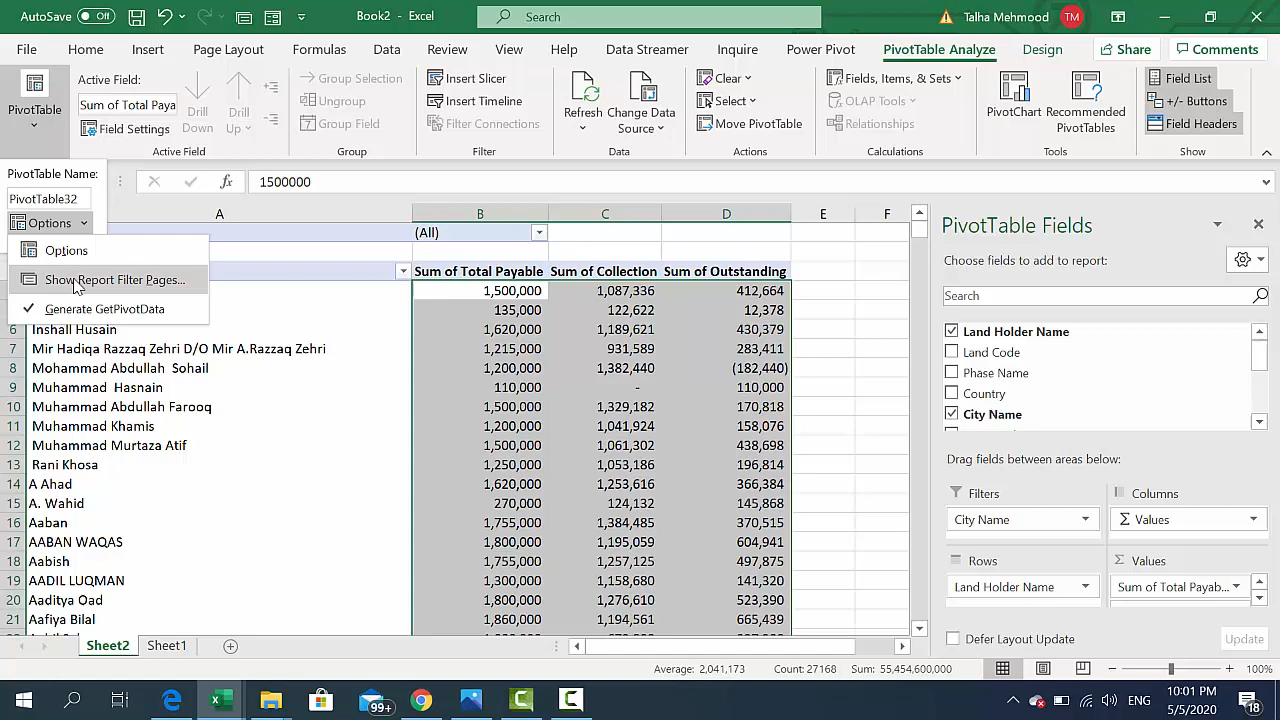 AutoSave Off Book2 - Excel Search Talha Mehmood TM
File Home Insert Page Layout Formulas Data Review View Help Data Streamer Inquire Power Pivot PivotTable Analyze Design Share Comments
PivotTable
Active Field:
Sum of Total Paya
Field Settings
Drill Down
Drill Up
Active Field
Group Selection
Ungroup
Group Field
Group
Insert Slicer
Insert Timeline
Filter Connections
Filter
Refresh
Change Data Source
Data
Clear
Select
Move PivotTable
Actions
Fields, Items, & Sets
OLAP Tools
Relationships
Calculations
PivotChart
Recommended PivotTables
Tools
Field List
+/- Buttons
Field Headers
Show
PivotTable Name:
PivotTable32
Options
Options
Show Report Filter Pages...
Generate GetPivotData
fx 1500000
A B C D E F
(All)
Sum of Total Payable Sum of Collection Sum of Outstanding
1,500,000 1,087,336 412,664
135,000 122,622 12,378
6 Inshall Husain 1,620,000 1,189,621 430,379
7 Mir Hadiqa Razzaq Zehri D/O Mir A.Razzaq Zehri 1,215,000 931,589 283,411
8 Mohammad Abdullah Sohail 1,200,000 1,382,440 (182,440)
9 Muhammad Hasnain 110,000 - 110,000
10 Muhammad Abdullah Farooq 1,500,000 1,329,182 170,818
11 Muhammad Khamis 1,200,000 1,041,924 158,076
12 Muhammad Murtaza Atif 1,500,000 1,061,302 438,698
13 Rani Khosa 1,250,000 1,053,186 196,814
14 A Ahad 1,620,000 1,253,616 366,384
15 A. Wahid 270,000 124,132 145,868
16 Aaban 1,755,000 1,384,485 370,515
17 AABAN WAQAS 1,800,000 1,195,059 604,941
18 Aabish 1,755,000 1,257,125 497,875
19 AADIL LUQMAN 1,300,000 1,158,680 141,320
20 Aaditya Oad 1,800,000 1,276,610 523,390
21 Aafiya Bilal 1,860,000 1,194,561 665,439
Sheet2 Sheet1
Average: 2,041,173 Count: 27168 Sum: 55,454,600,000 100%
PivotTable Fields
Choose fields to add to report:
Search
Land Holder Name
Land Code
Phase Name
Country
City Name
Drag fields between areas below:
Filters Columns
City Name Σ Values
Rows Σ Values
Land Holder Name Sum of Total Payab...
Defer Layout Update Update
99+ ENG 10:01 PM
5/5/2020 18